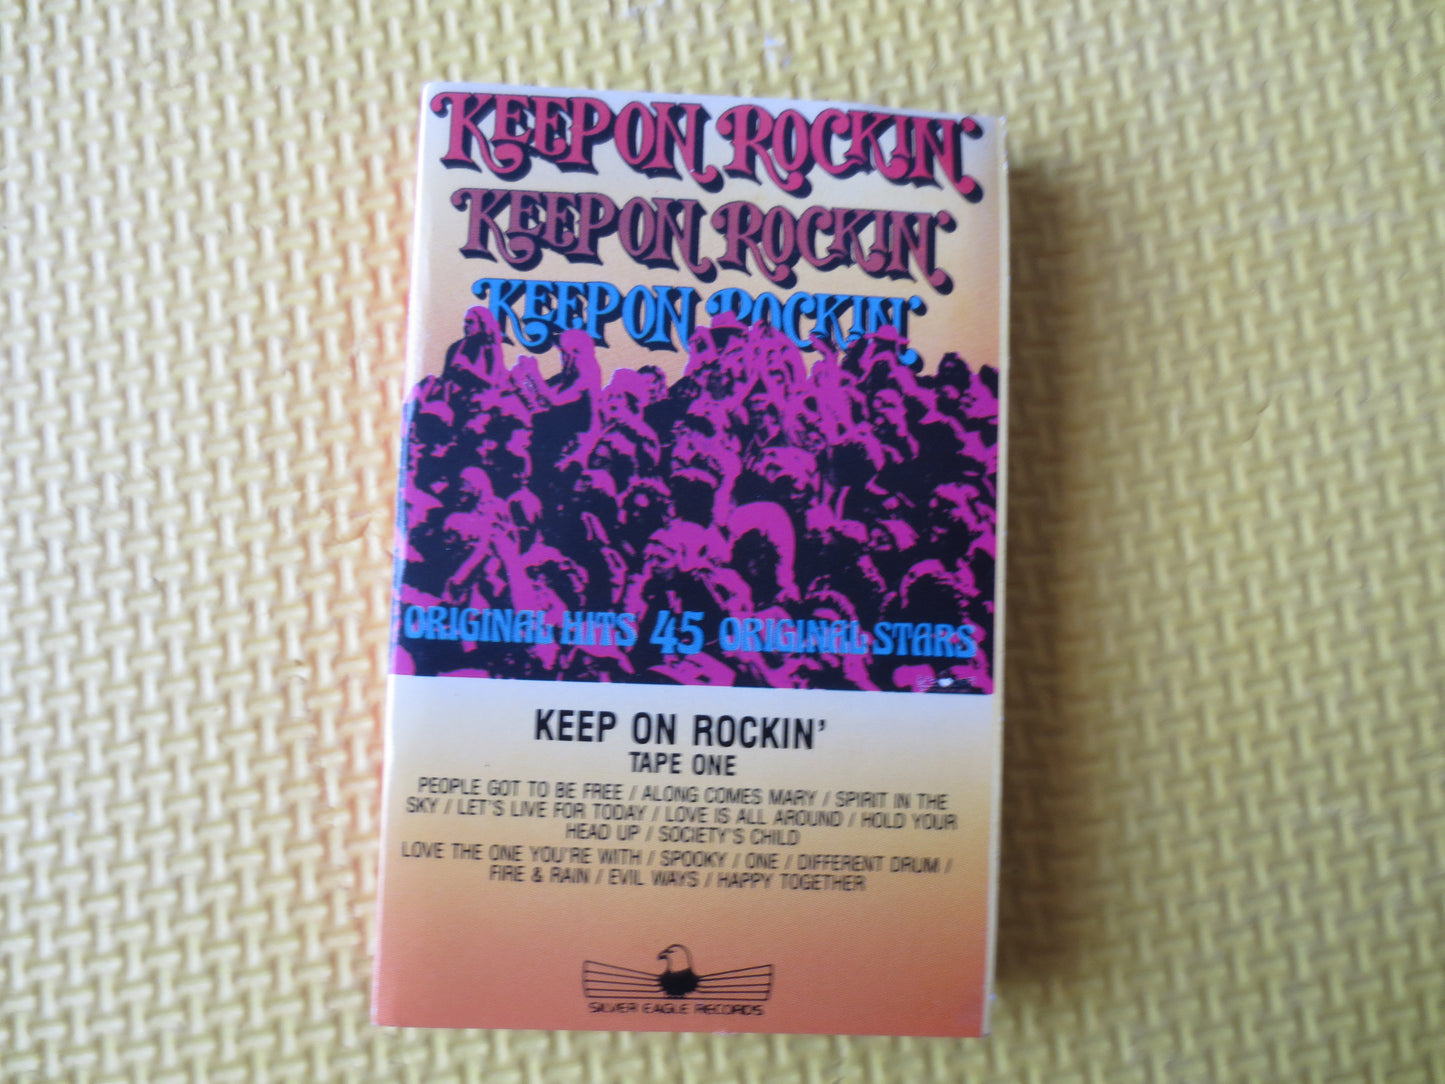 KEEP ON ROCKIN'
KEEP ON ROCKIN'
KEEP ON ROCKIN'
ORIGINAL HITS 45 ORIGINAL STARS
KEEP ON ROCKIN'
TAPE ONE
PEOPLE GOT TO BE FREE / ALONG COMES MARY / SPIRIT IN THE
SKY / LET'S LIVE FOR TODAY / LOVE IS ALL AROUND / HOLD YOUR
HEAD UP / SOCIETY'S CHILD
LOVE THE ONE YOU'RE WITH / SPOOKY / ONE / DIFFERENT DRUM /
FIRE & RAIN / EVIL WAYS / HAPPY TOGETHER
SILVER EAGLE RECORDS